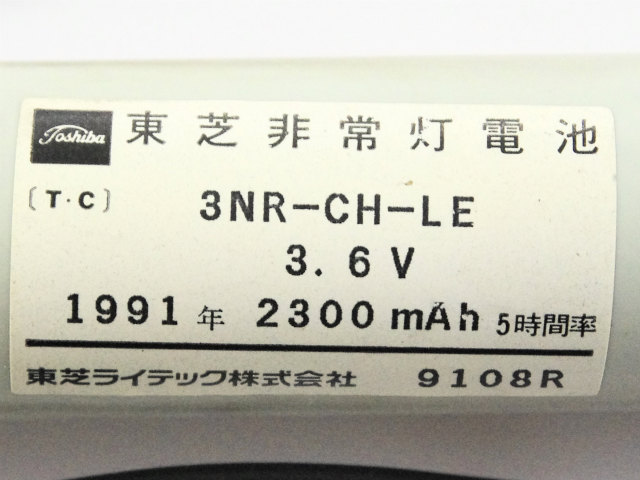 Toshiba 東芝非常灯電池
〔T・C〕 3NR-CH-LE
3.6V
1991年 2300mAh 5時間率
東芝ライテック株式会社 9108R